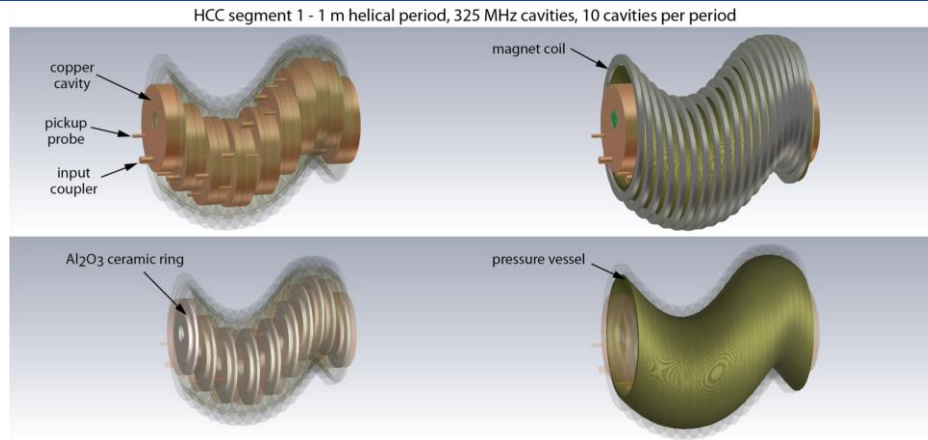 HCC segment 1 - 1 m helical period, 325 MHz cavities, 10 cavities per period
copper
cavity
pickup
probe
input
coupler
magnet coil
Al2O3 ceramic ring
pressure vessel